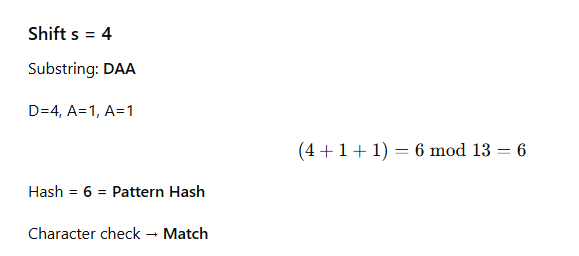 Shift s = 4
Substring: DAA
D=4, A=1, A=1
(4 + 1 + 1) = 6 mod 13 = 6
Hash = 6 = Pattern Hash
Character check → Match